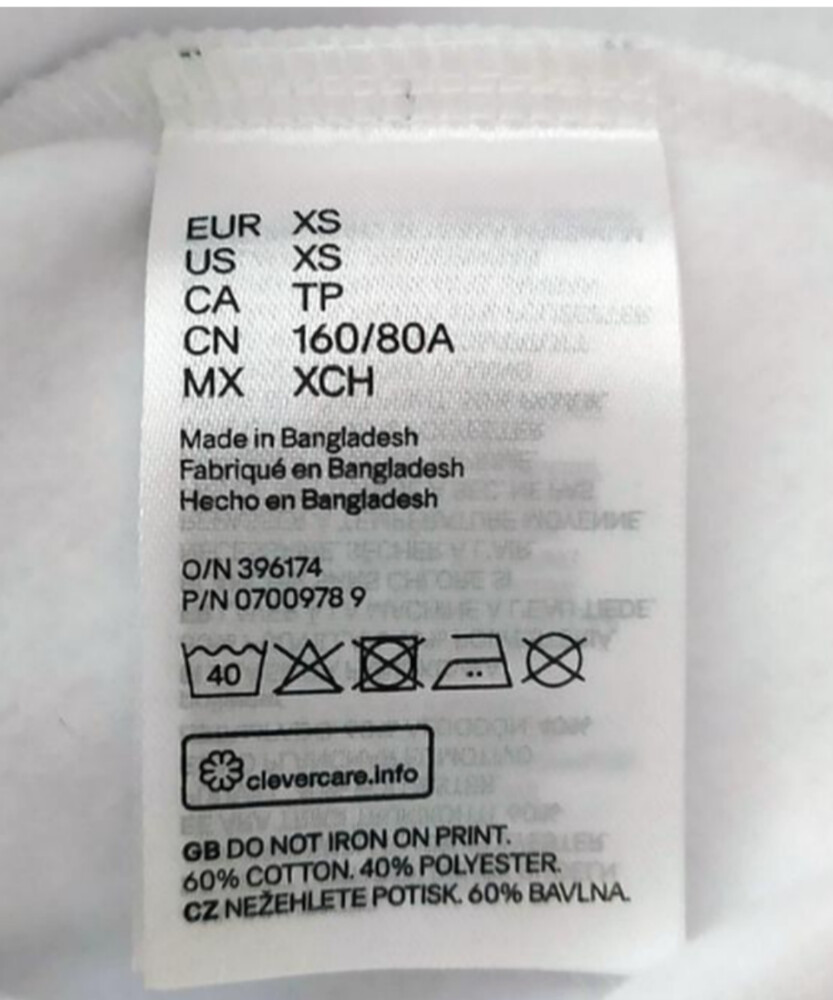 EUR XS
US XS
CA TP
CN 160/80A
MX XCH
Made in Bangladesh
Fabriqué en Bangladesh
Hecho en Bangladesh
O/N 396174
P/N 0700978 9
40
clevercare.info
GB DO NOT IRON ON PRINT.
60% COTTON. 40% POLYESTER.
CZ NEŽEHLETE POTISK. 60% BAVLNA.